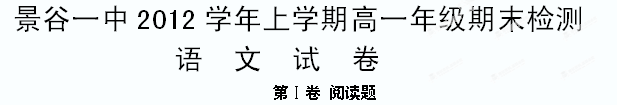 景谷一中 2012 学年上学期高一年级期末检测
语 文 试 卷
第Ⅰ卷 阅读题